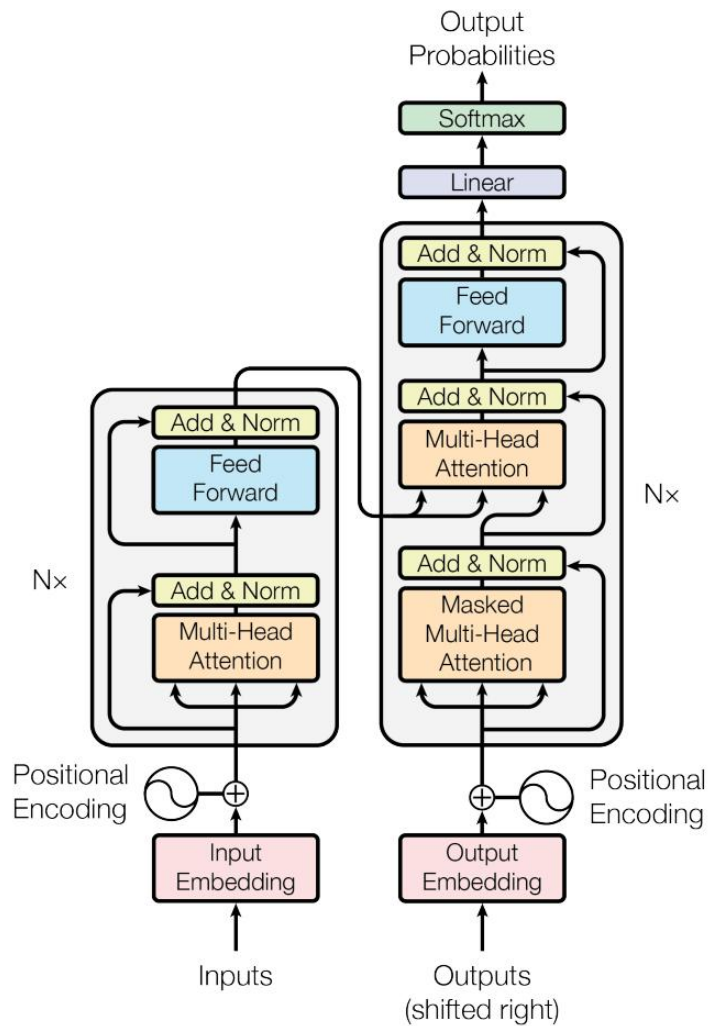 Output
Probabilities
Softmax
Linear
Add & Norm
Feed
Forward
Add & Norm
Multi-Head
Attention
Add & Norm
Masked
Multi-Head
Attention
N×
Add & Norm
Feed
Forward
Add & Norm
Multi-Head
Attention
N×
Positional
Encoding
Input
Embedding
Inputs
Positional
Encoding
Output
Embedding
Outputs
(shifted right)